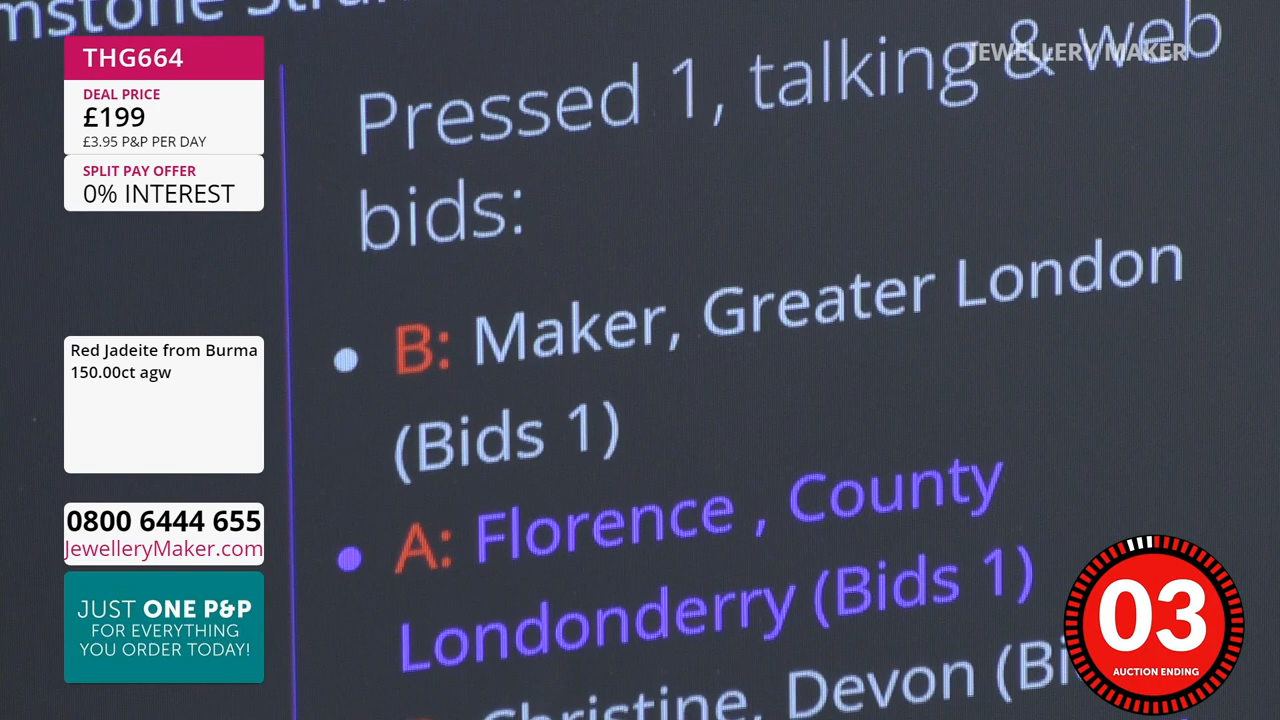 THG664
DEAL PRICE
£199
£3.95 P&P PER DAY
SPLIT PAY OFFER
0% INTEREST
Red Jadeite from Burma
150.00ct agw
0800 6444 655
JewelleryMaker.com
JUST ONE P&P
FOR EVERYTHING
YOU ORDER TODAY!
JEWELLERY MAKER
Pressed 1, talking & web
bids:
• B: Maker, Greater London
(Bids 1)
• A: Florence , County
Londonderry (Bids 1)
Christine, Devon
03
AUCTION ENDING